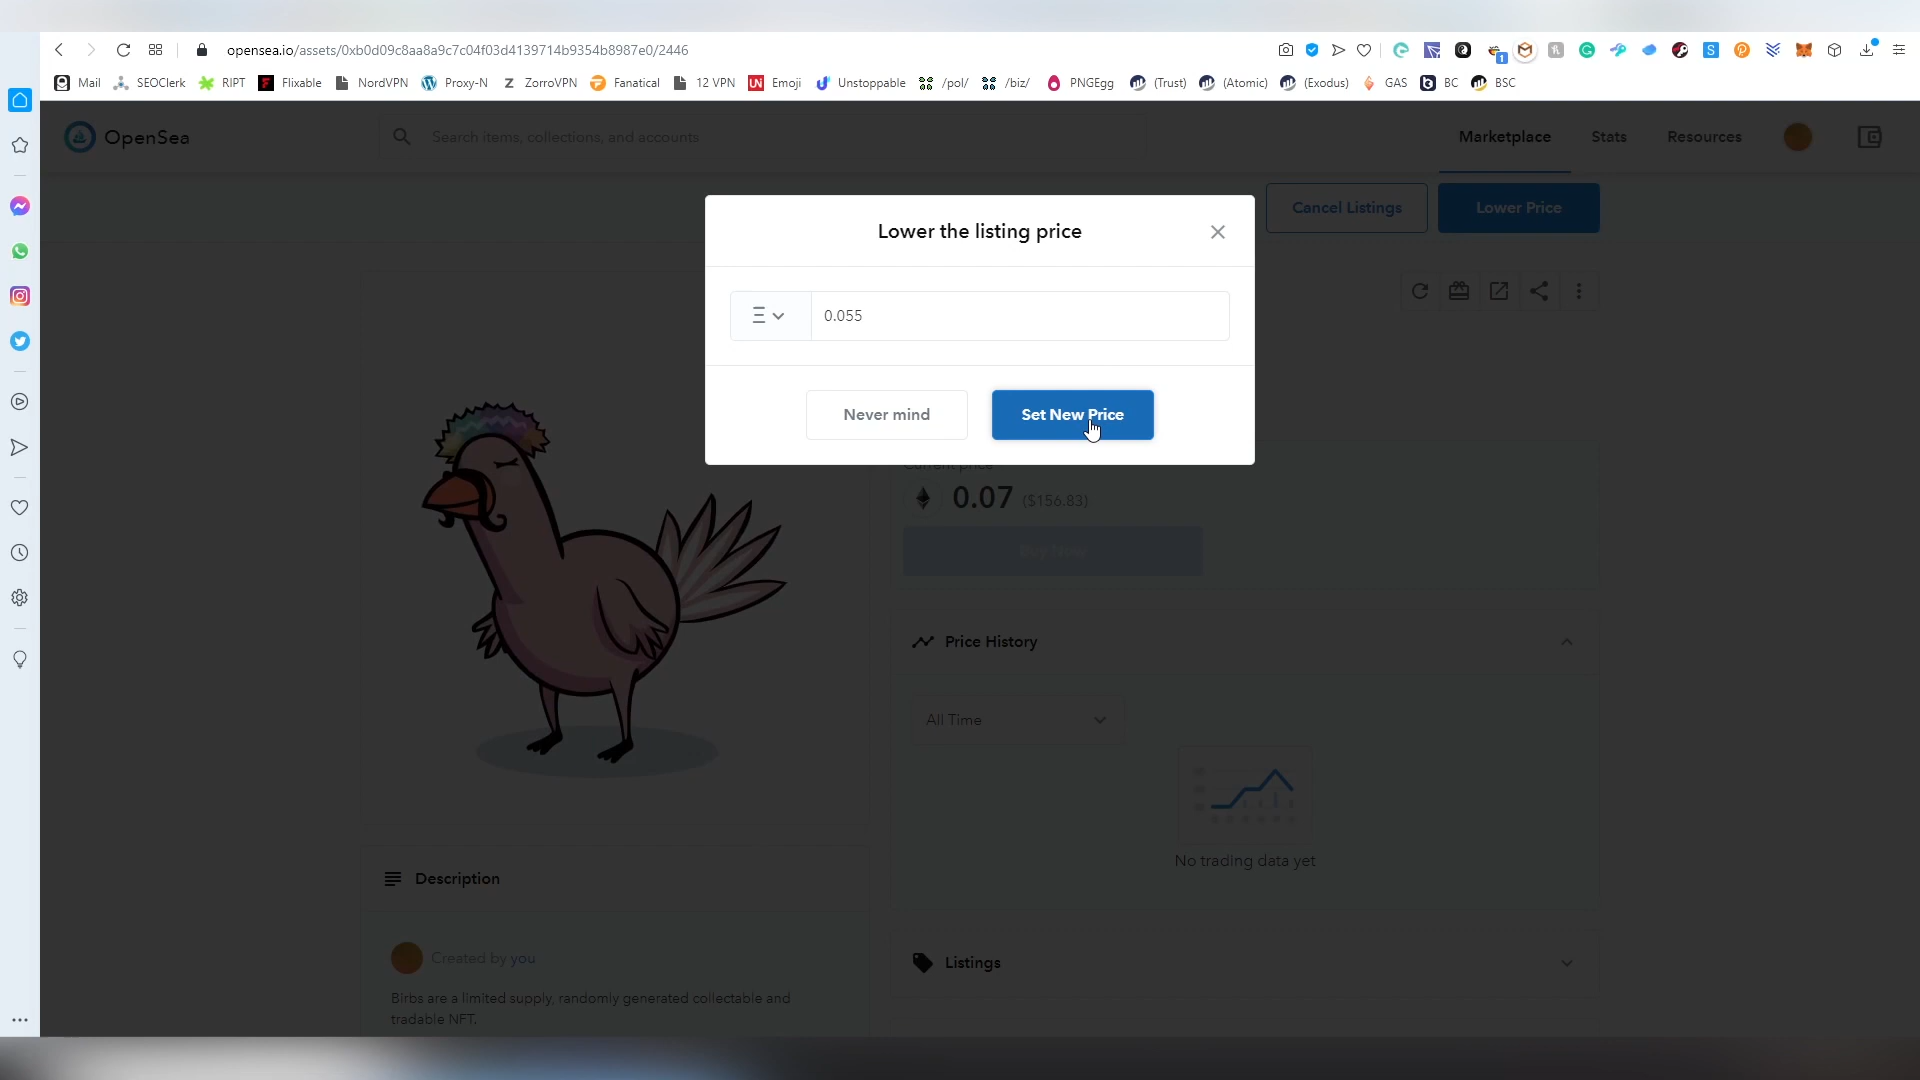 opensea.io/assets/0xb0d09c8aa8a9c7c04f03d4139714b9354b8987e0/2446
Mail SEOClerk RIPT Flixable NordVPN Proxy-N ZorroVPN Fanatical 12 VPN Emoji Unstoppable /pol/ /biz/ PNGEgg (Trust) (Atomic) (Exodus) GAS BC BSC
OpenSea Search items, collections, and accounts Marketplace Stats Resources
Cancel Listings Lower Price
Lower the listing price
0.055
Never mind Set New Price
Current price
0.07 ($156.83)
Buy Now
Price History
All Time
No trading data yet
Description
Created by you
Birbs are a limited supply, randomly generated collectable and
tradable NFT.
Listings